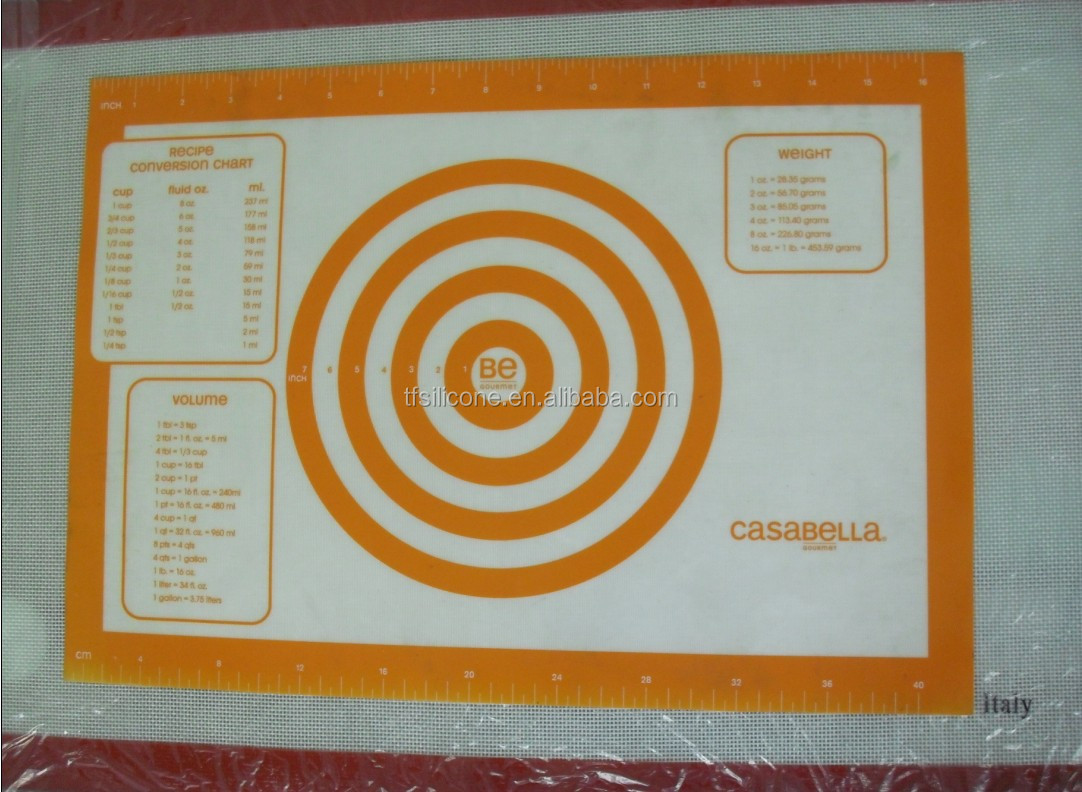 inch 1 2 3 4 5 6 7 8 9 10 11 12 13 14 15 16
Recipe
conversion chart
cup fluid oz. ml.
1 cup 8 oz. 237 ml
3/4 cup 6 oz. 177 ml
2/3 cup 5 oz. 158 ml
1/2 cup 4 oz. 118 ml
1/3 cup 3 oz. 79 ml
1/4 cup 2 oz. 59 ml
1/8 cup 1 oz. 30 ml
1/16 cup 1/2 oz. 10 ml
1 tbl 1/2 oz. 15 ml
1 tsp 5 ml
1/2 tsp 2 ml
1/4 tsp 1 ml
WEIGHT
1 oz. = 28.35 grams
2 oz. = 56.70 grams
3 oz. = 85.05 grams
4 oz. = 113.40 grams
8 oz. = 226.80 grams
16 oz. = 1 lb. = 453.59 grams
7 6 5 4 3 2 1
inch
Be
gourmet
tfsilicone.en.alibaba.com
VOLUME
1 tbl = 3 tsp
2 tbl = 1 fl. oz. = 5 ml
4 tbl = 1/3 cup
1 cup = 16 tbl
2 cup = 1 pt
1 cup = 16 fl. oz. = 240ml
1 pt = 16 fl. oz. = 480 ml
4 cup = 1 qt
1 qt = 32 fl. oz. = 960 ml
8 pts = 4 qts
4 qts = 1 gallon
1 lb. = 16 oz.
1 liter = 34 fl. oz.
1 gallon = 3.75 liters
casabella
gourmet
cm 4 8 12 16 20 24 28 32 36 40
Italy